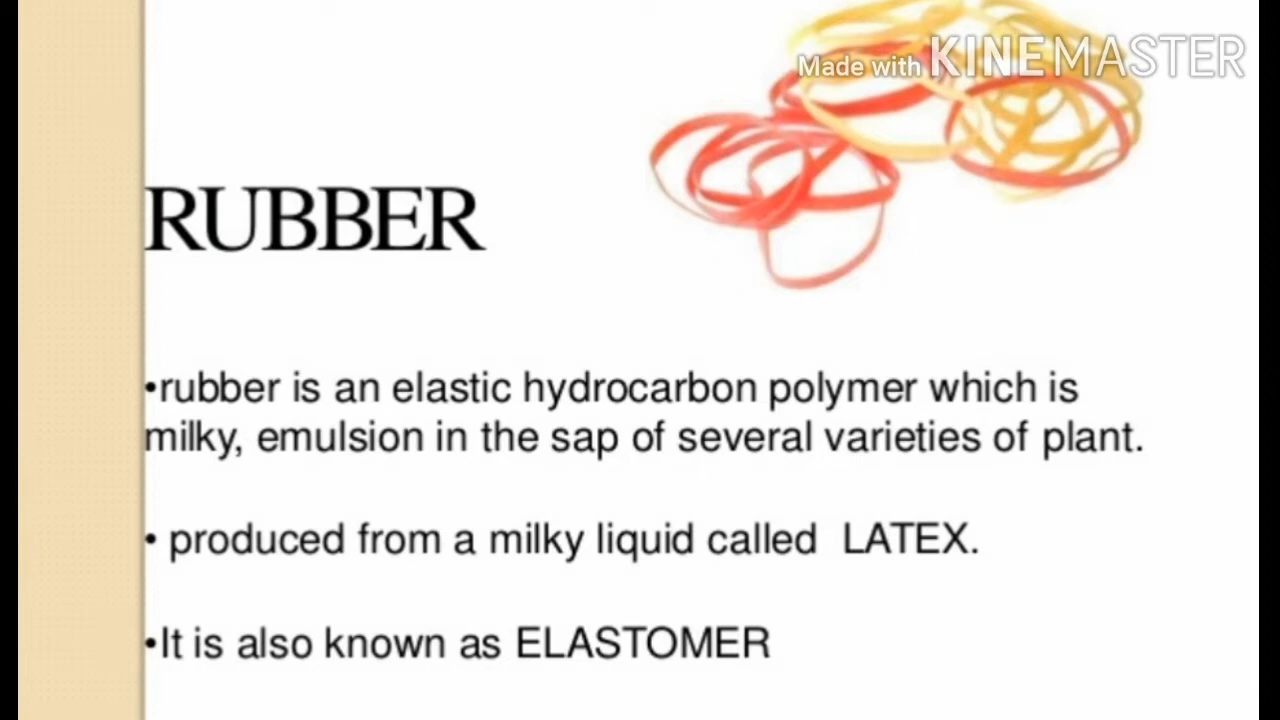 Made with KINEMASTER
RUBBER
•rubber is an elastic hydrocarbon polymer which is
milky, emulsion in the sap of several varieties of plant.
• produced from a milky liquid called LATEX.
•It is also known as ELASTOMER